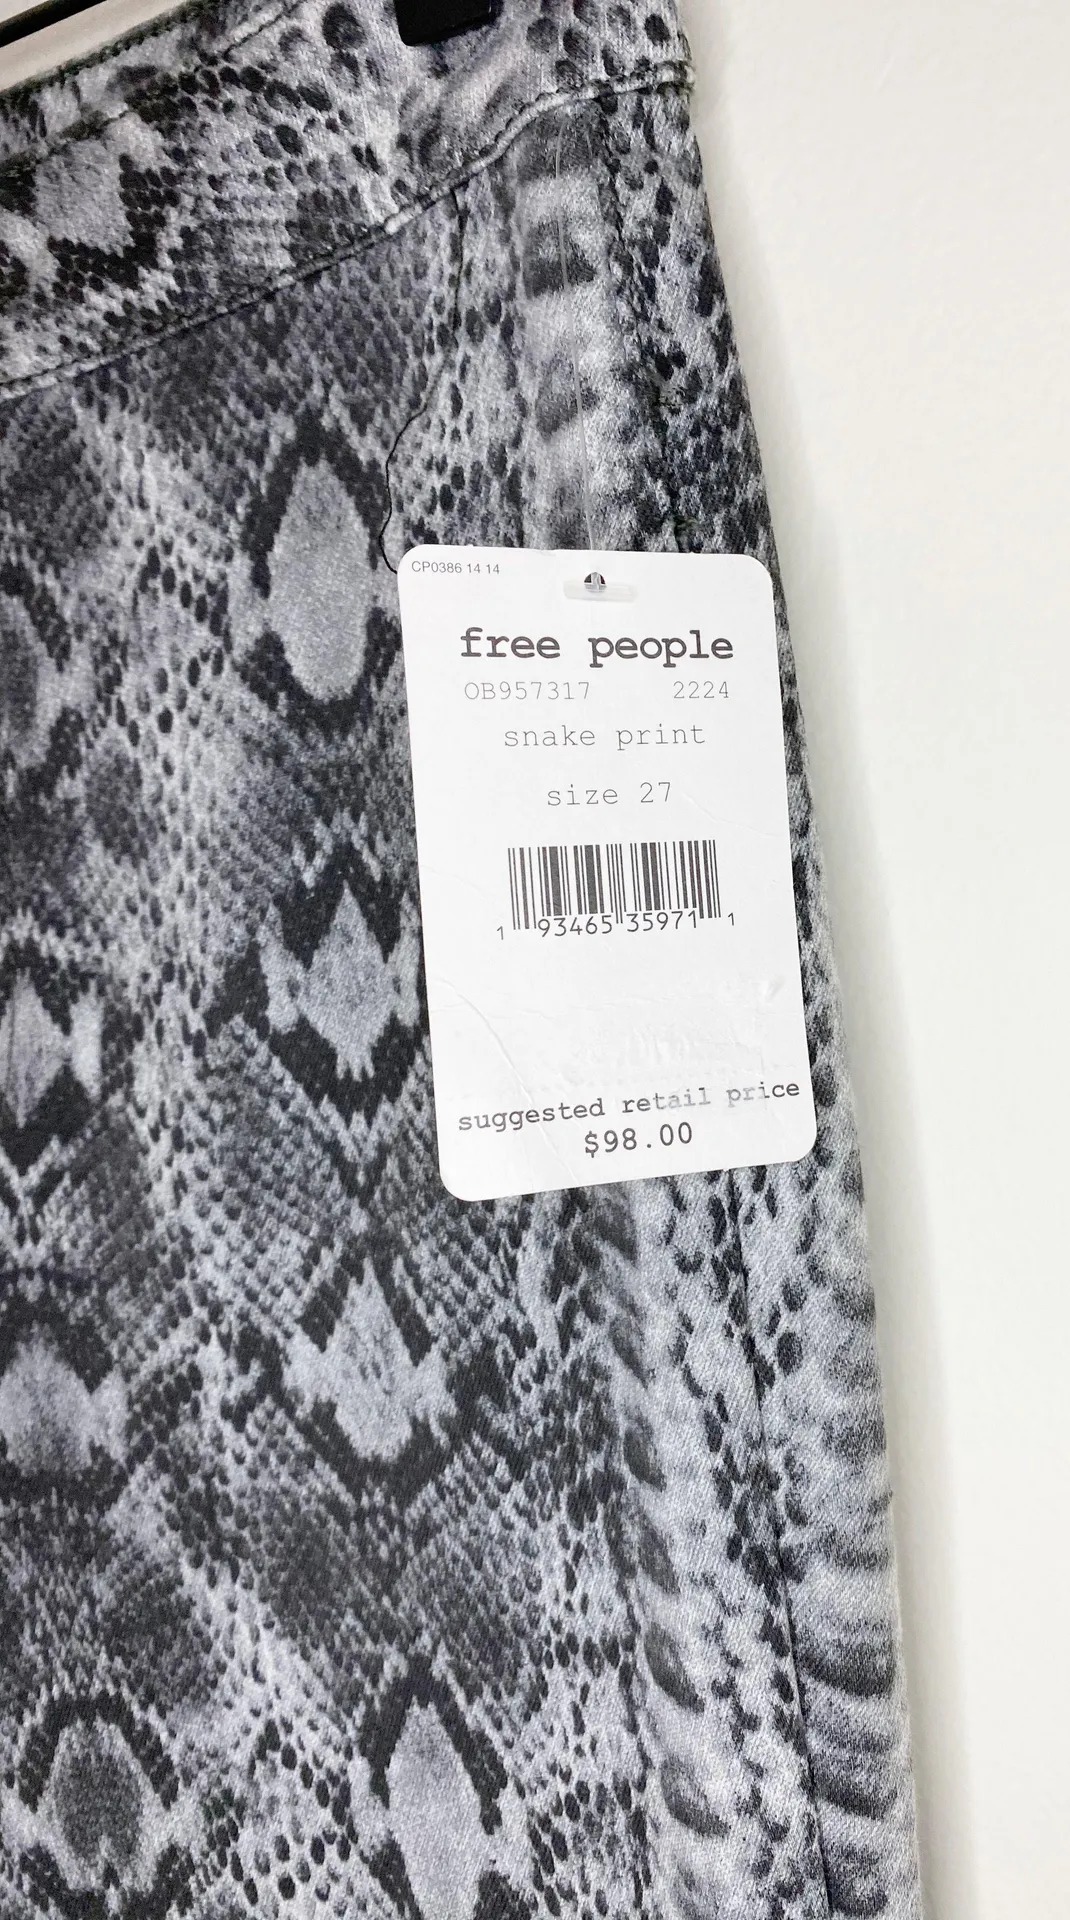 CP0386 14 14
free people
OB957317 2224
snake print
size 27
1 93465 35971 1
suggested retail price
$98.00